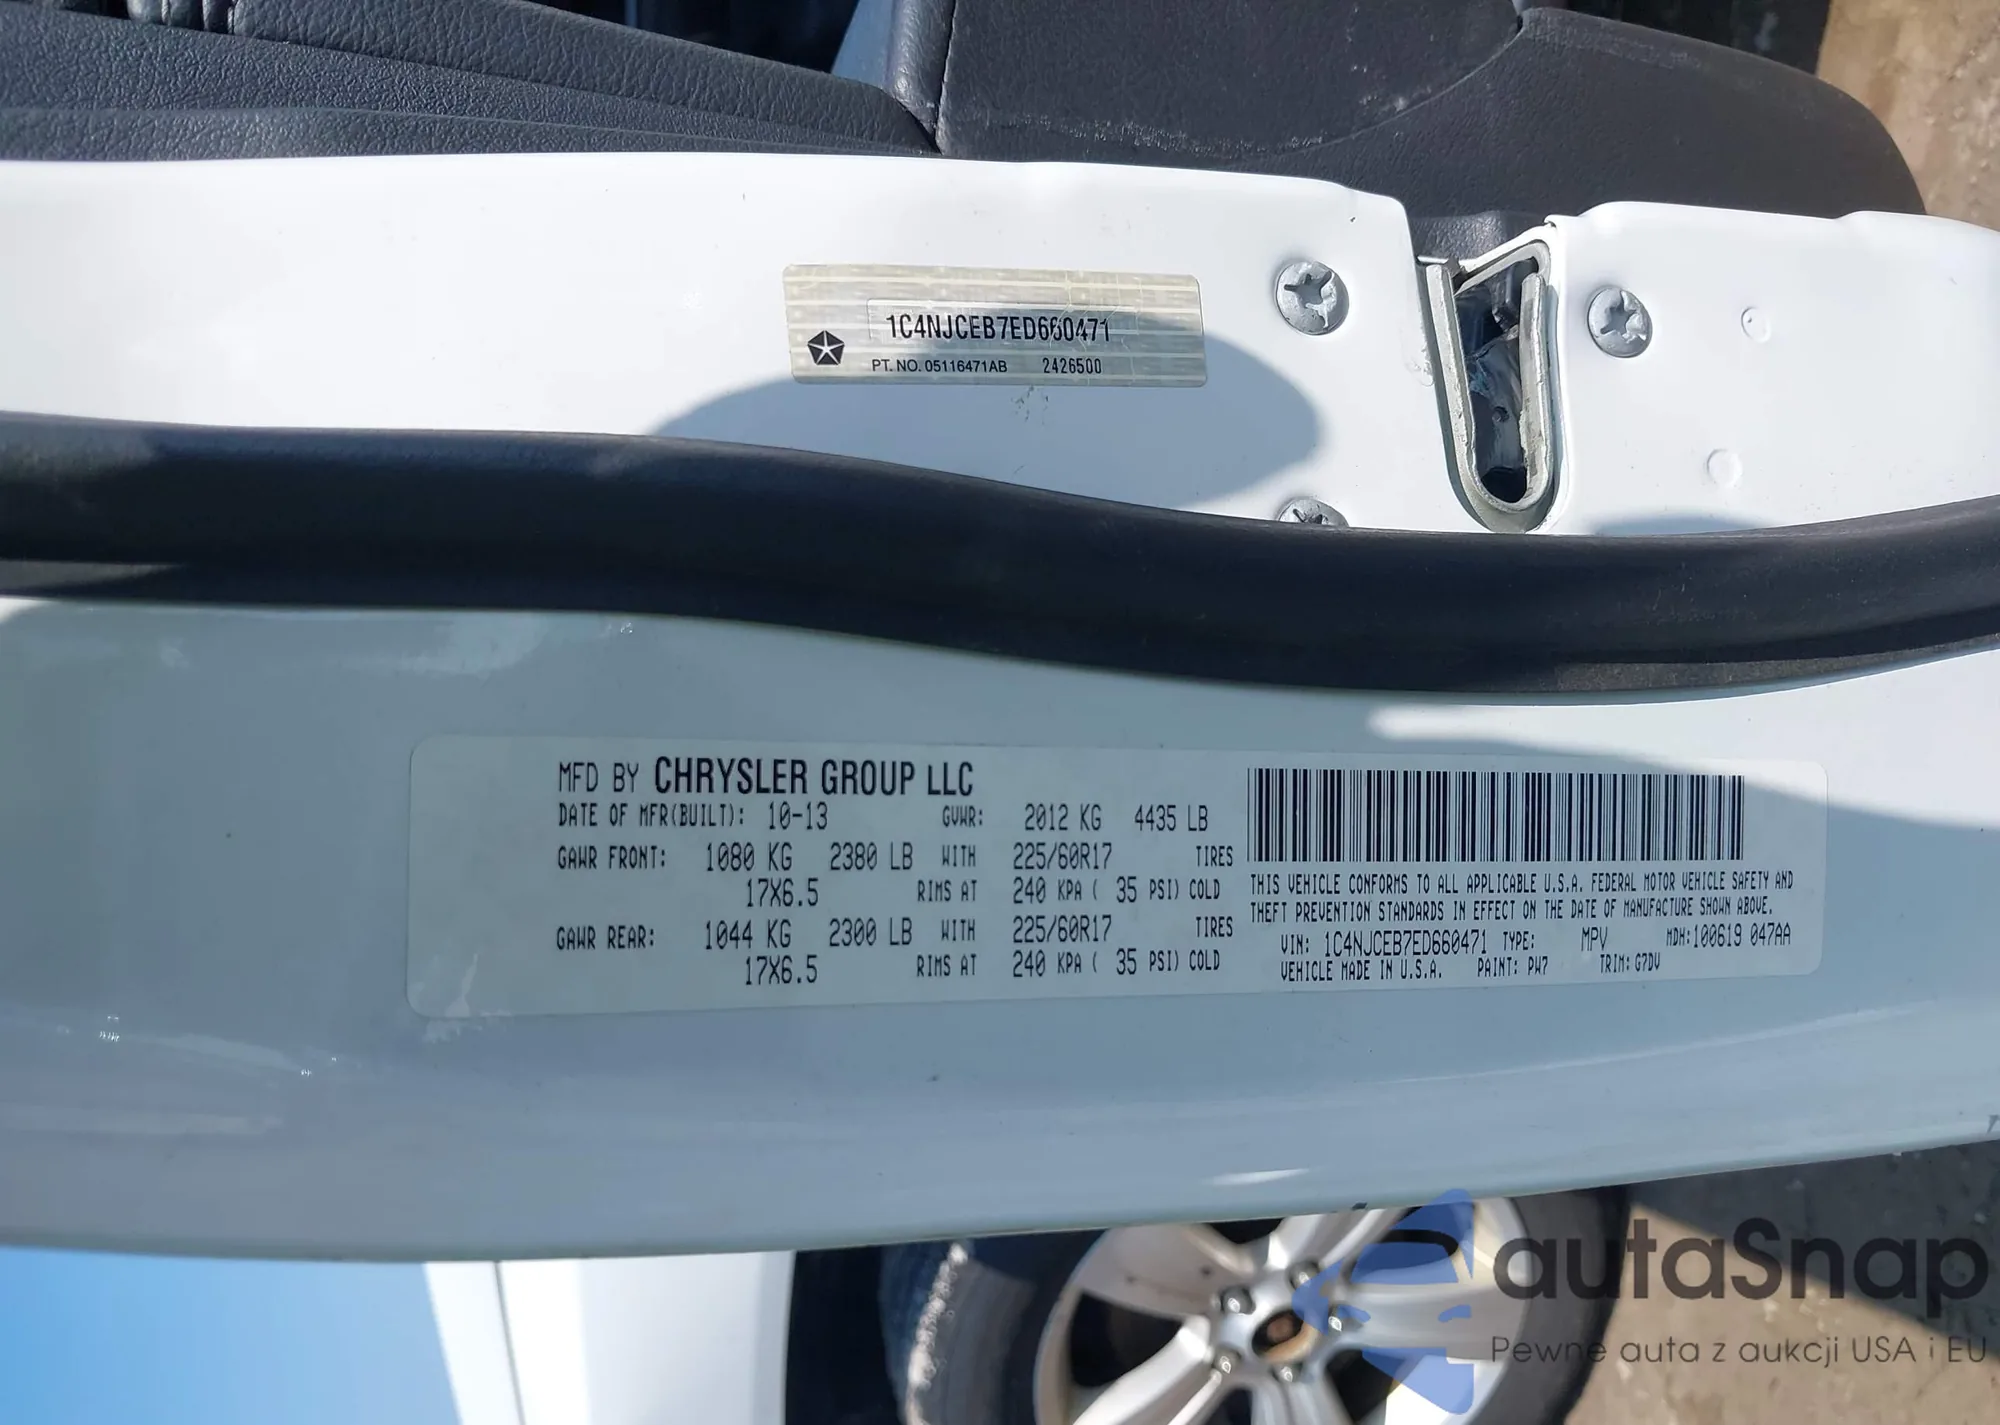 1C4NJCEB7ED660471
PT. NO. 05116471AB 2426500
MFD BY CHRYSLER GROUP LLC
DATE OF MFR(BUILT): 10-13 GVWR: 2012 KG 4435 LB
GAWR FRONT: 1080 KG 2380 LB WITH 225/60R17 TIRES
17X6.5 RIMS AT 240 KPA ( 35 PSI) COLD
GAWR REAR: 1044 KG 2300 LB WITH 225/60R17 TIRES
17X6.5 RIMS AT 240 KPA ( 35 PSI) COLD
THIS VEHICLE CONFORMS TO ALL APPLICABLE U.S.A. FEDERAL MOTOR VEHICLE SAFETY AND
THEFT PREVENTION STANDARDS IN EFFECT ON THE DATE OF MANUFACTURE SHOWN ABOVE.
VIN: 1C4NJCEB7ED660471 TYPE: MPV MDH:100619 047AA
VEHICLE MADE IN U.S.A. PAINT: PW7 TRIM: G7DV
autaSnap
Pewne auta z aukcji USA i EU